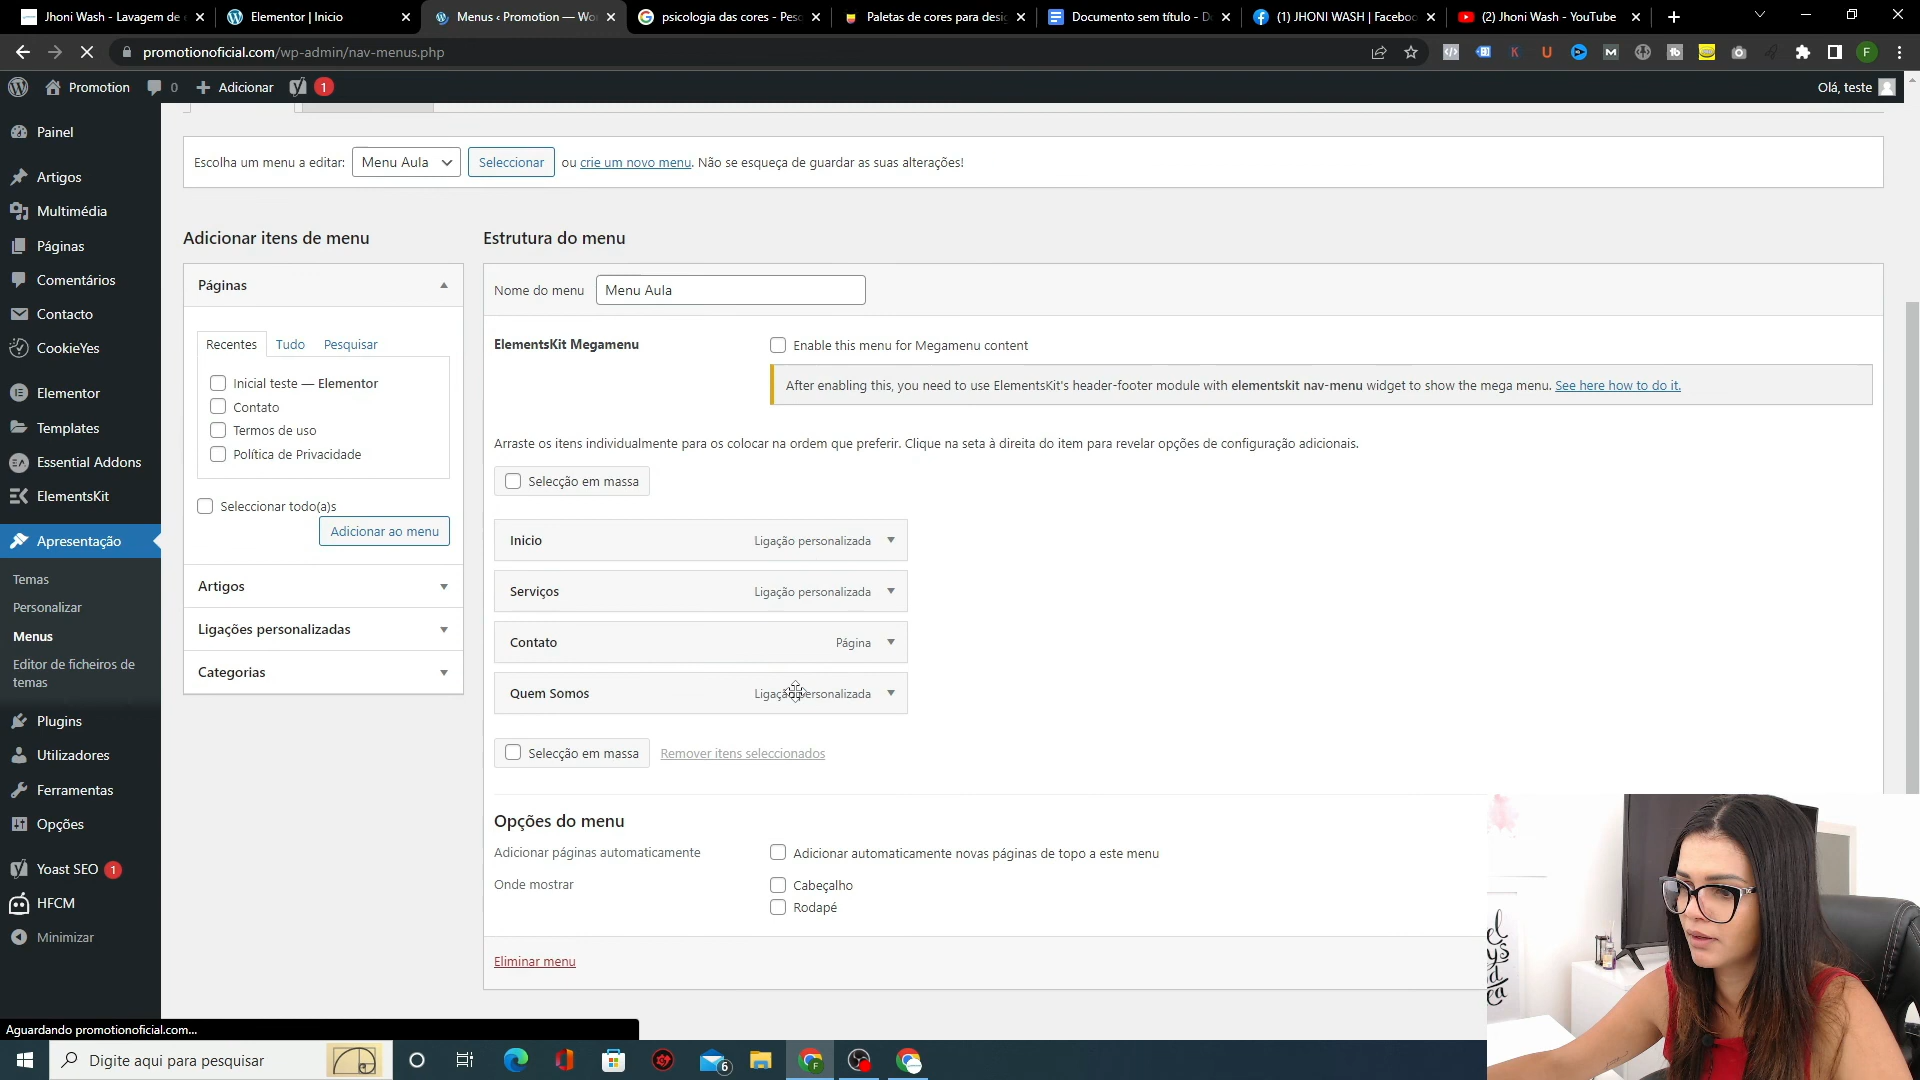 Jhoni Wash - Lavagem de
Elementor | Inicio
Menus ‹ Promotion — Wo
psicologia das cores - Pesq
Paletas de cores para desig
Documento sem título - D
(1) JHONI WASH | Faceboo
(2) Jhoni Wash - YouTube
promotionoficial.com/wp-admin/nav-menus.php
Promotion
0
Adicionar
1
Olá, teste
Painel
Artigos
Multimédia
Páginas
Comentários
Contacto
CookieYes
Elementor
Templates
Essential Addons
ElementsKit
Apresentação
Temas
Personalizar
Menus
Editor de ficheiros de
temas
Plugins
Utilizadores
Ferramentas
Opções
Yoast SEO 1
HFCM
Minimizar
Escolha um menu a editar: Menu Aula Seleccionar ou crie um novo menu. Não se esqueça de guardar as suas alterações!
Adicionar itens de menu
Páginas
Recentes Tudo Pesquisar
Inicial teste — Elementor
Contato
Termos de uso
Política de Privacidade
Seleccionar todo(a)s
Adicionar ao menu
Artigos
Ligações personalizadas
Categorias
Estrutura do menu
Nome do menu Menu Aula
ElementsKit Megamenu
Enable this menu for Megamenu content
After enabling this, you need to use ElementsKit's header-footer module with elementskit nav-menu widget to show the mega menu. See here how to do it.
Arraste os itens individualmente para os colocar na ordem que preferir. Clique na seta à direita do item para revelar opções de configuração adicionais.
Selecção em massa
Inicio Ligação personalizada
Serviços Ligação personalizada
Contato Página
Quem Somos Ligação personalizada
Selecção em massa Remover itens seleccionados
Opções do menu
Adicionar páginas automaticamente Adicionar automaticamente novas páginas de topo a este menu
Onde mostrar Cabeçalho
Rodapé
Eliminar menu
Aguardando promotionoficial.com...
Digite aqui para pesquisar
6